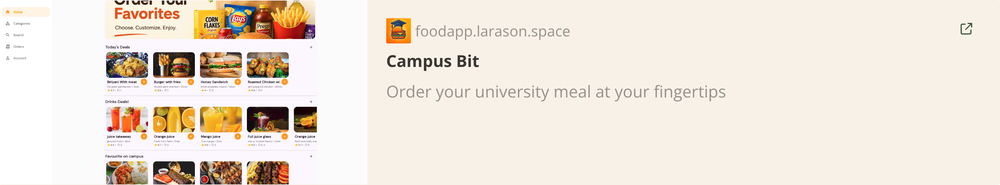 Home
Categories
Search
Orders
Account
Order Your
Favorites
Choose. Customize. Enjoy.
CORN
FLAKES
Original
Lay's
Classic
Prego
Traditional
Coca-Cola
Dairy
Milk
Today's Deals
Biriyani With meat
Full plate satisfaction • 5min
4.7 • 1
Burger with fries
Served warm and fast • 10min
3.9 • 1
Honey Sandwich
Fresh breakfast choice • 12min
4 • 2
Roasted Chicken wi...
well prepared chicken • 30min
4.8 • 1
Drinks Deals!
juice takeaway
genuine fruits • 2min
4.8 • 2
Orange juice
Fresh from field • 5min
4.7 • 2
Mango juice
True mango • 2min
4.8 • 2
Full juice glass
one or mixture flavour • 2min
4.5 • 1, 2
Orange juice
fresh and tasty orar
4.7 • 2
Favourite on campus
foodapp.larason.space
Campus Bit
Order your university meal at your fingertips